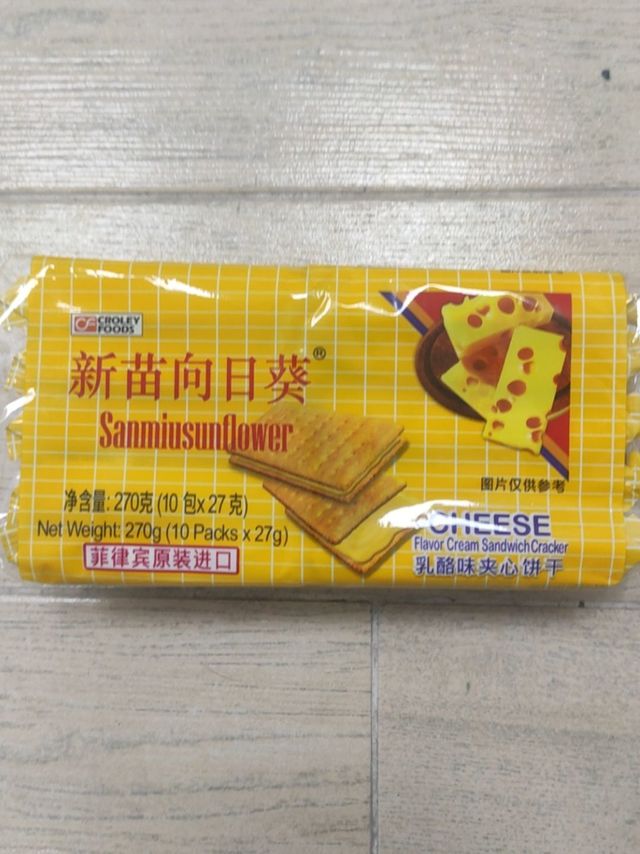 CF CROLEY
FOODS
新苗向日葵®
Sanmiusunflower
净含量: 270克 (10 包x 27 克)
Net Weight: 270g (10 Packs x 27g)
菲律宾原装进口
图片仅供参考
CHEESE
Flavor Cream Sandwich Cracker
乳酪味夹心饼干